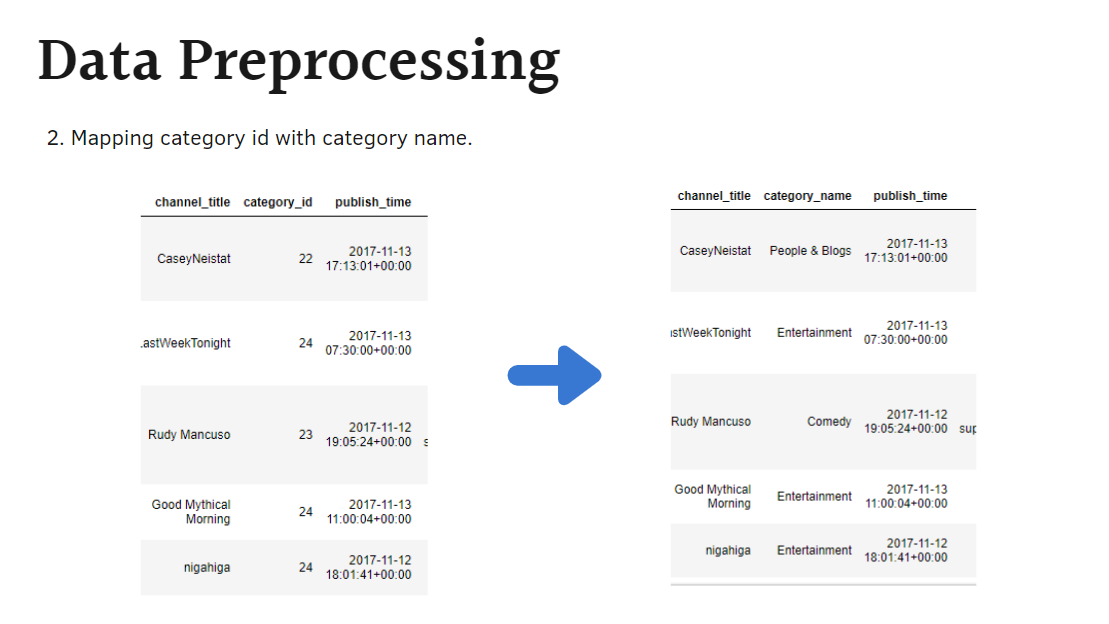 Data Preprocessing
2. Mapping category id with category name.
channel_title category_id publish_time
CaseyNeistat 22 2017-11-13
17:13:01+00:00
.astWeekTonight 24 2017-11-13
07:30:00+00:00
Rudy Mancuso 23 2017-11-12
19:05:24+00:00 s
Good Mythical
Morning 24 2017-11-13
11:00:04+00:00
nigahiga 24 2017-11-12
18:01:41+00:00
channel_title category_name publish_time
CaseyNeistat People & Blogs 2017-11-13
17:13:01+00:00
astWeekTonight Entertainment 2017-11-13
07:30:00+00:00
Rudy Mancuso Comedy 2017-11-12
19:05:24+00:00 sup
Good Mythical
Morning Entertainment 2017-11-13
11:00:04+00:00
nigahiga Entertainment 2017-11-12
18:01:41+00:00